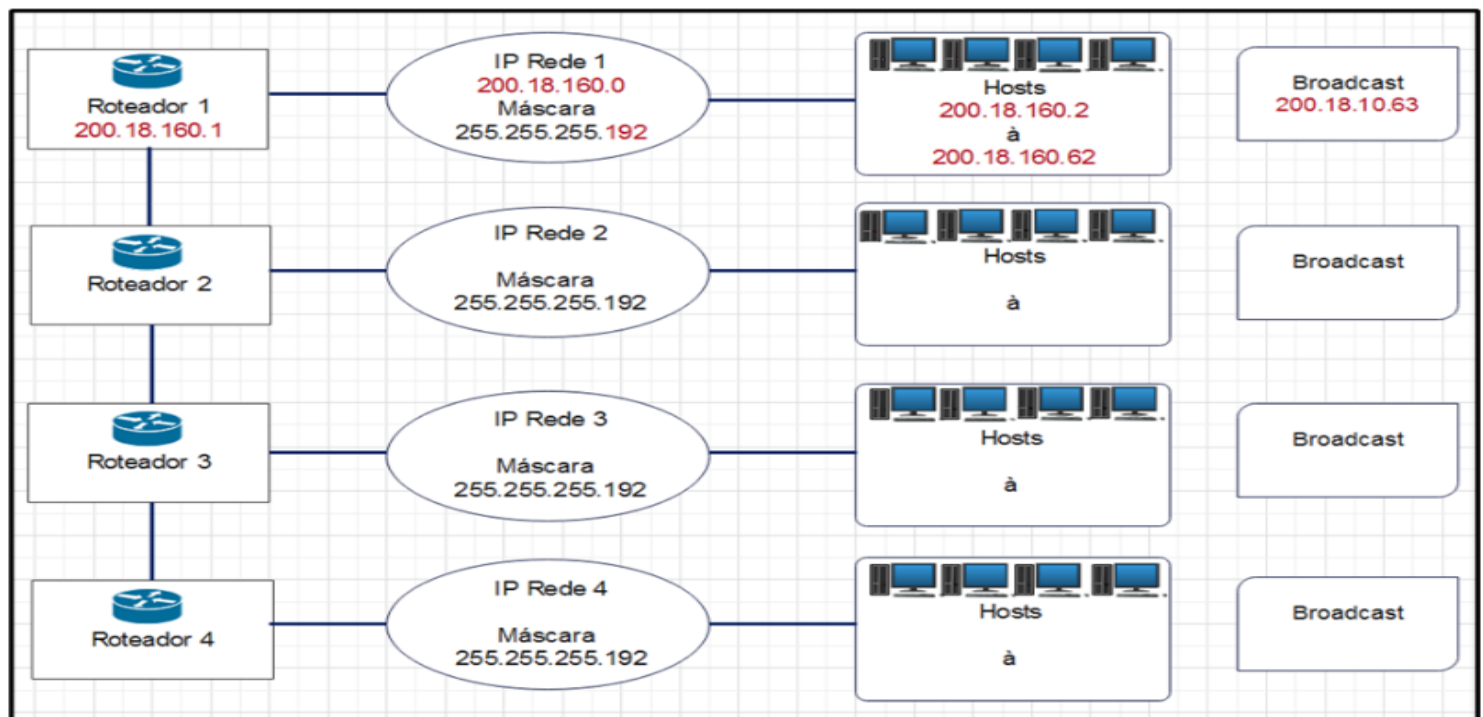 Roteador 1
200.18.160.1
IP Rede 1
200.18.160.0
Máscara
255.255.255.192
Hosts
200.18.160.2
à
200.18.160.62
Broadcast
200.18.10.63
Roteador 2
IP Rede 2
Máscara
255.255.255.192
Hosts
à
Broadcast
Roteador 3
IP Rede 3
Máscara
255.255.255.192
Hosts
à
Broadcast
Roteador 4
IP Rede 4
Máscara
255.255.255.192
Hosts
à
Broadcast